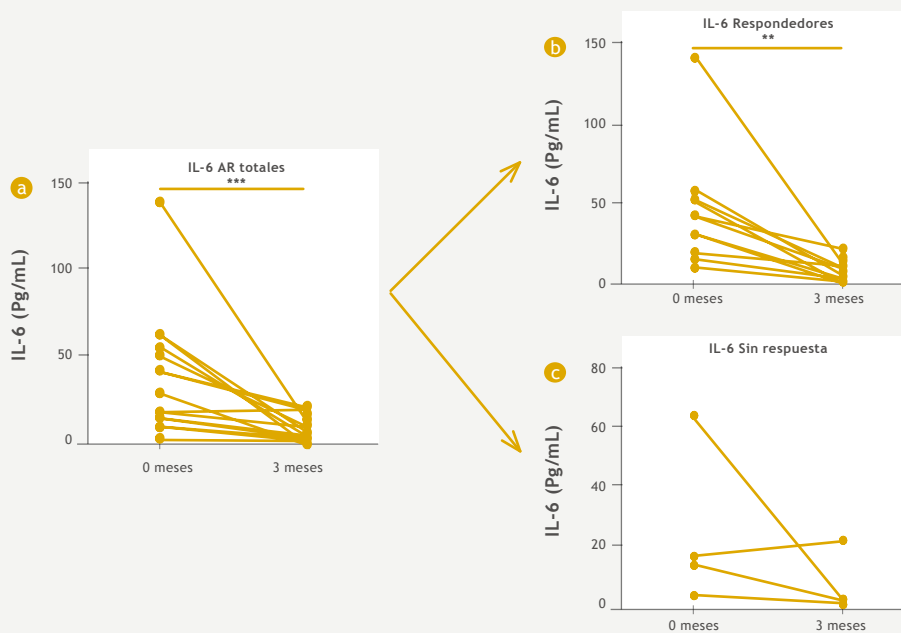 a
IL-6 AR totales
***
IL-6 (Pg/mL)
150
100
50
0
0 meses
3 meses
b
IL-6 Respondedores
**
IL-6 (Pg/mL)
150
100
50
0
0 meses
3 meses
c
IL-6 Sin respuesta
IL-6 (Pg/mL)
80
60
40
20
0
0 meses
3 meses